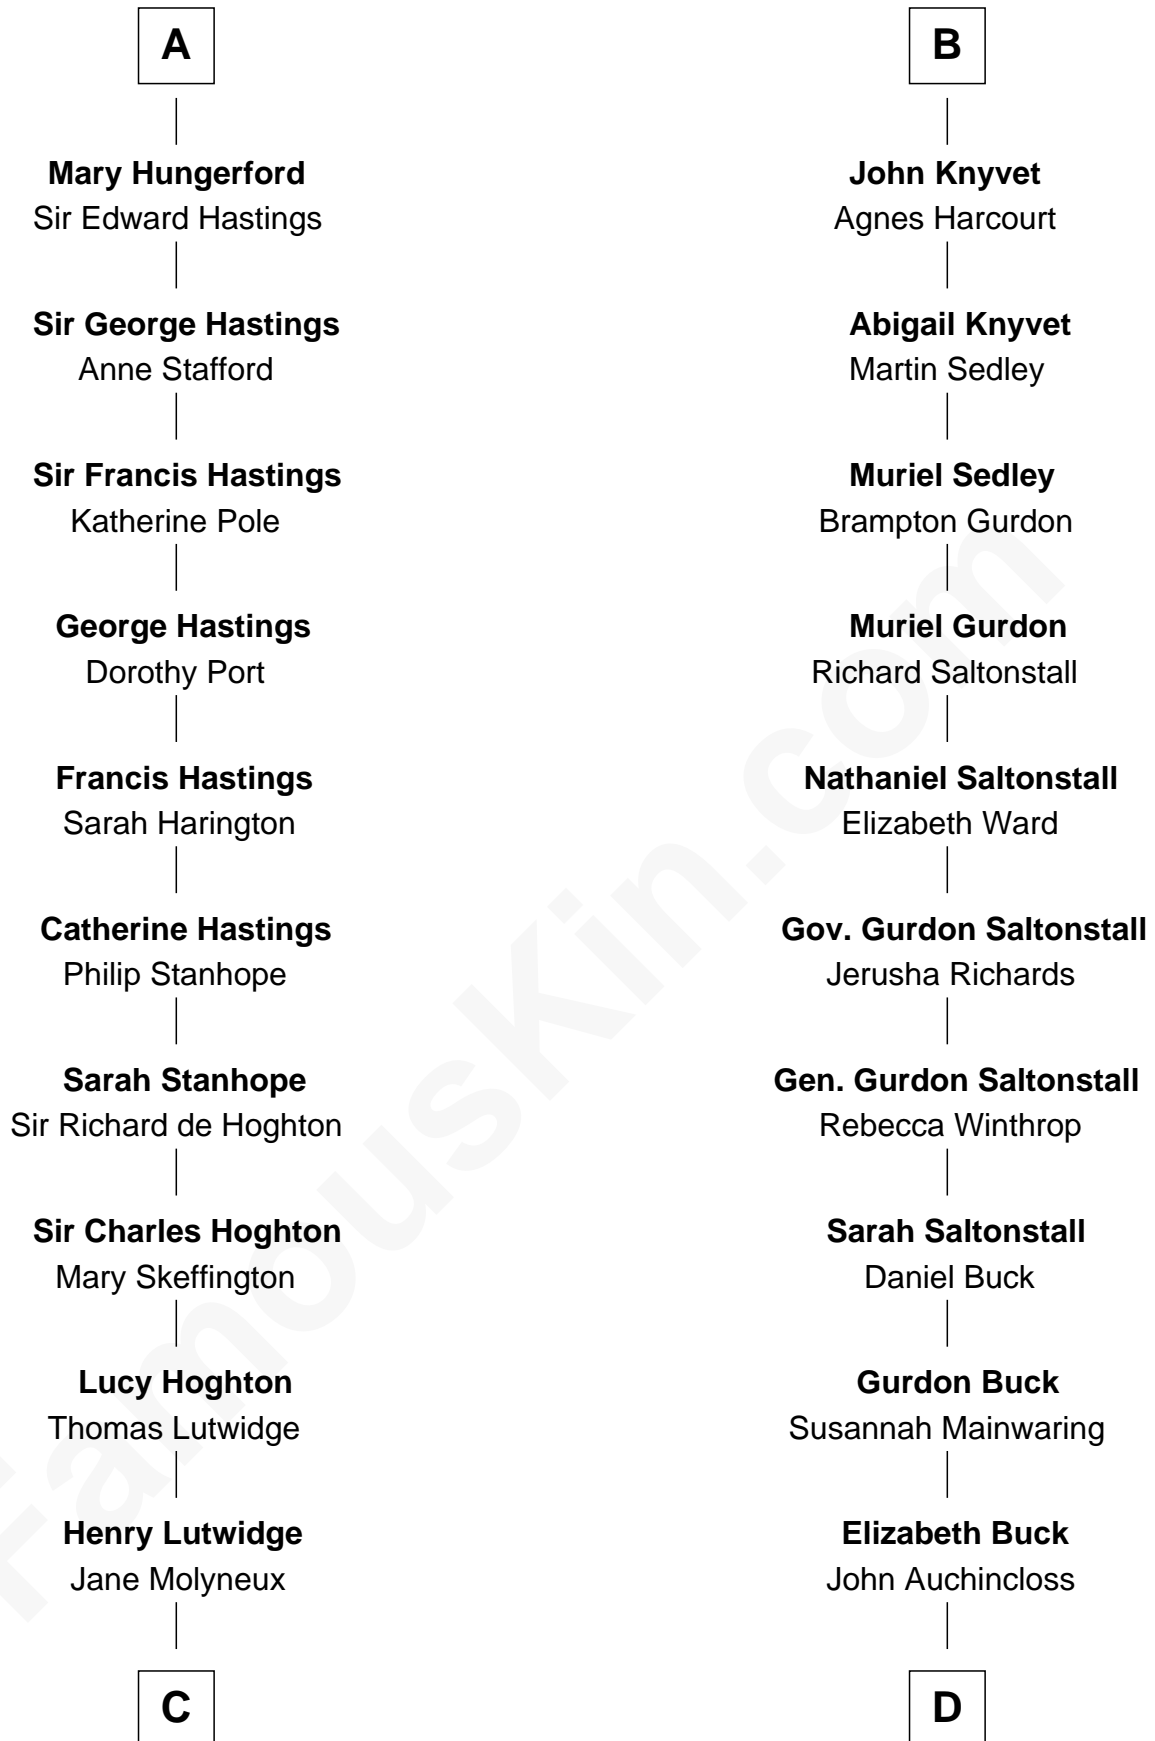 A
Mary Hungerford
Sir Edward Hastings
Sir George Hastings
Anne Stafford
Sir Francis Hastings
Katherine Pole
George Hastings
Dorothy Port
Francis Hastings
Sarah Harington
Catherine Hastings
Philip Stanhope
Sarah Stanhope
Sir Richard de Hoghton
Sir Charles Hoghton
Mary Skeffington
Lucy Hoghton
Thomas Lutwidge
Henry Lutwidge
Jane Molyneux
C
B
John Knyvet
Agnes Harcourt
Abigail Knyvet
Martin Sedley
Muriel Sedley
Brampton Gurdon
Muriel Gurdon
Richard Saltonstall
Nathaniel Saltonstall
Elizabeth Ward
Gov. Gurdon Saltonstall
Jerusha Richards
Gen. Gurdon Saltonstall
Rebecca Winthrop
Sarah Saltonstall
Daniel Buck
Gurdon Buck
Susannah Mainwaring
Elizabeth Buck
John Auchincloss
D
FamousKin.com